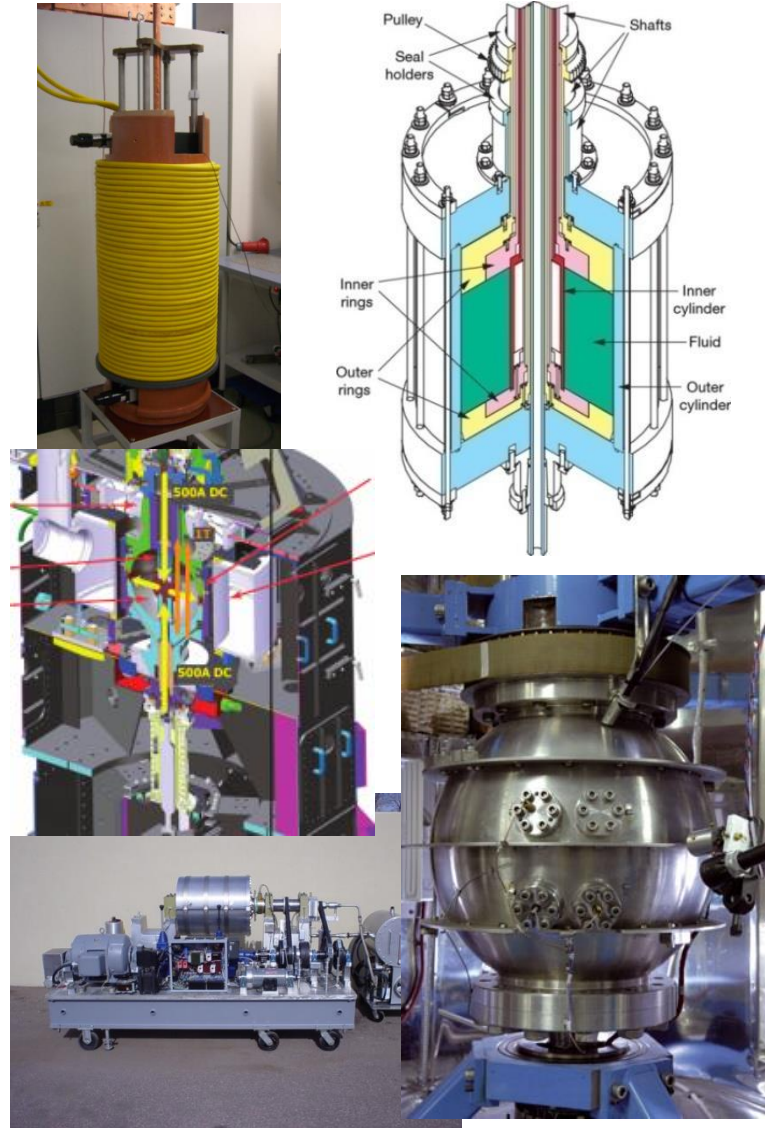 Pulley
Shafts
Seal
holders
Inner
rings
Inner
cylinder
Fluid
Outer
rings
Outer
cylinder
500A DC
1T
500A DC